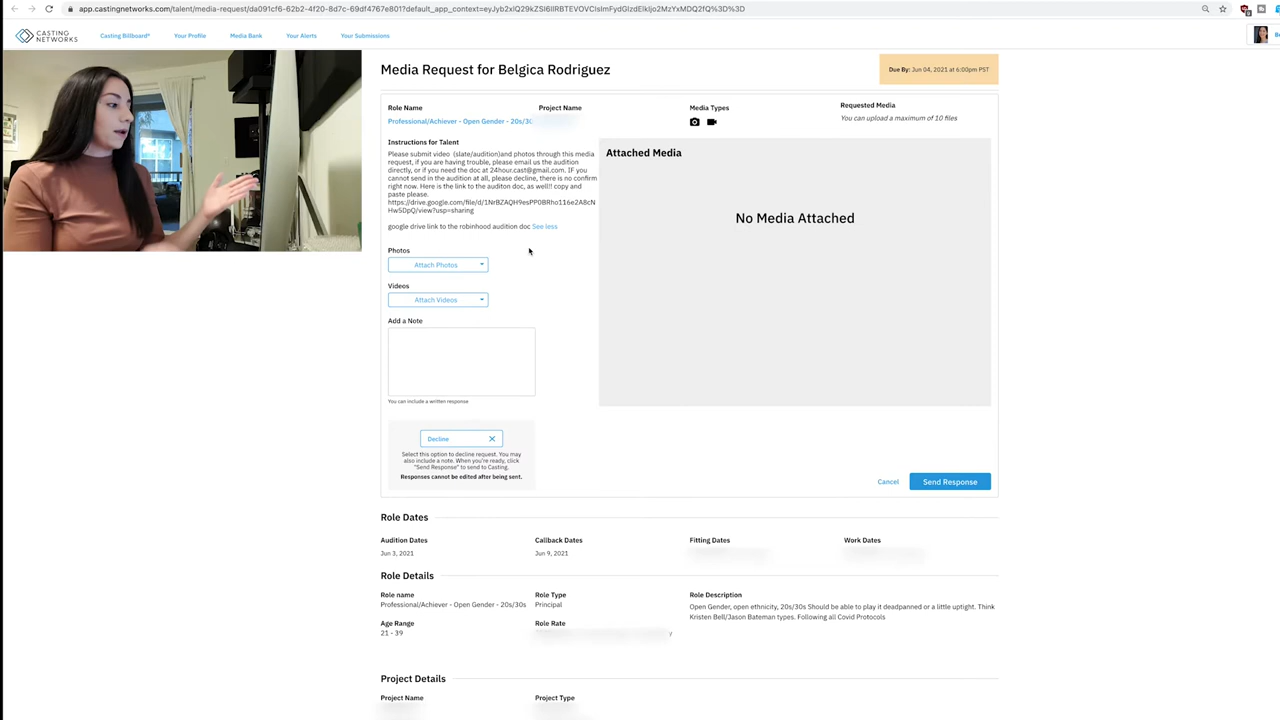 app.castingnetworks.com/talent/media-request/da091cf6-62b2-4f20-8d7c-69df4767e801?default_app_context=
CASTING
NETWORKS
Casting Billboard®
Your Profile
Media Bank
Your Alerts
Your Submissions
Media Request for Belgica Rodriguez
Due By: Jun 04, 2021 at 6:00pm PST
Role Name
Project Name
Media Types
Requested Media
Professional/Achiever - Open Gender - 20s/30
You can upload a maximum of 10 files
Instructions for Talent
Please submit video (slate/audition)and photos through this media
request, if you are having trouble, please email us the audition
directly, or if you need the doc at 24hour.cast@gmail.com. IF you
cannot send in the audition at all, please decline, there is no confirm
right now. Here is the link to the auditon doc, as well!! copy and
paste please.
https://drive.google.com/file/d/1NrBZAQH9esPP0BRho116e2A8cN
HwSDpQ/view?usp=sharing
google drive link to the robinhood audition doc See less
Attached Media
No Media Attached
Photos
Attach Photos
Videos
Attach Videos
Add a Note
You can include a written response
Decline
Select this option to decline request. You may
also include a note. When you're ready, click
"Send Response" to send to Casting.
Responses cannot be edited after being sent.
Cancel
Send Response
Role Dates
Audition Dates
Callback Dates
Fitting Dates
Work Dates
Jun 3, 2021
Jun 9, 2021
Role Details
Role name
Role Type
Role Description
Professional/Achiever - Open Gender - 20s/30s
Principal
Open Gender, open ethnicity, 20s/30s Should be able to play it deadpanned or a little uptight. Think
Kristen Bell/Jason Bateman types. Following all Covid Protocols
Age Range
Role Rate
21 - 39
Project Details
Project Name
Project Type